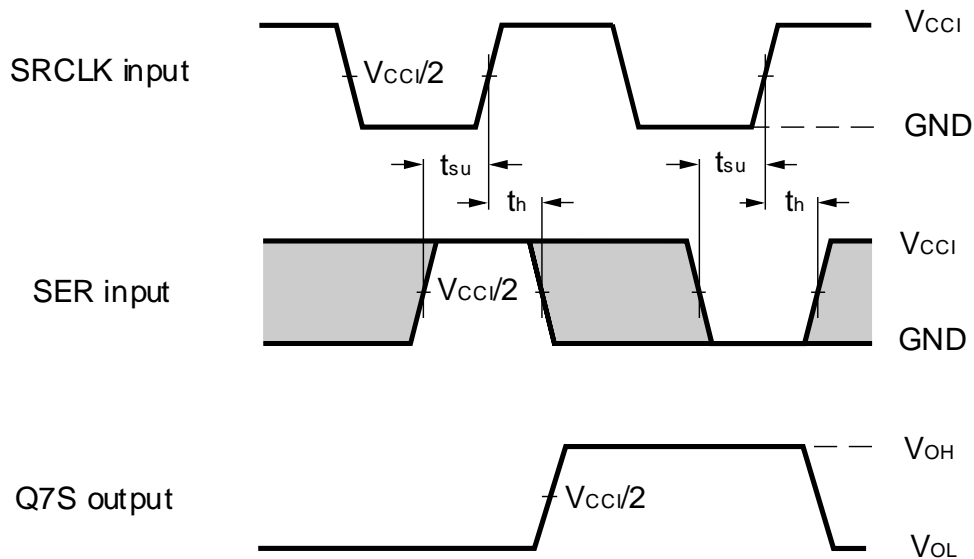 VCCI
SRCLK input
VCCI/2
GND
tsu
tsu
th
th
VCCI
SER input
VCCI/2
GND
VOH
Q7S output
VCCI/2
VOL